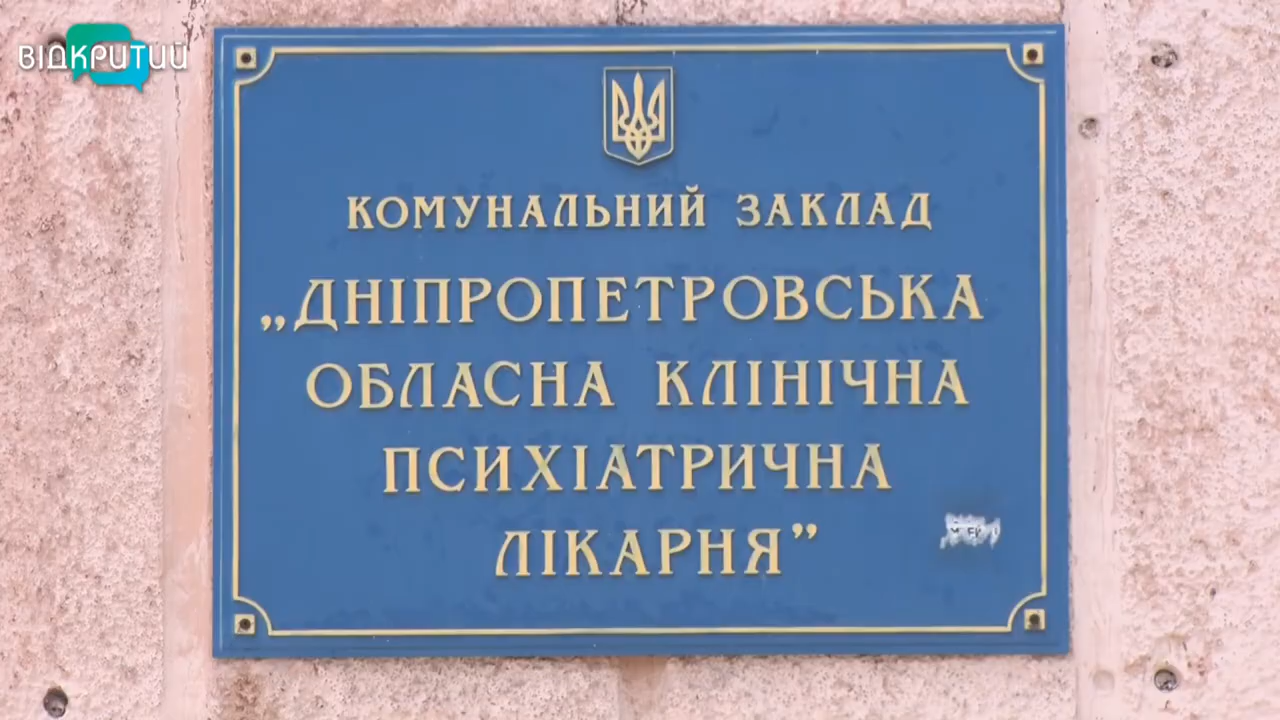 ВІДКРИТИЙ
КОМУНАЛЬНИЙ ЗАКЛАД
„ДНІПРОПЕТРОВСЬКА
ОБЛАСНА КЛІНІЧНА
ПСИХІАТРИЧНА
ЛІКАРНЯ”